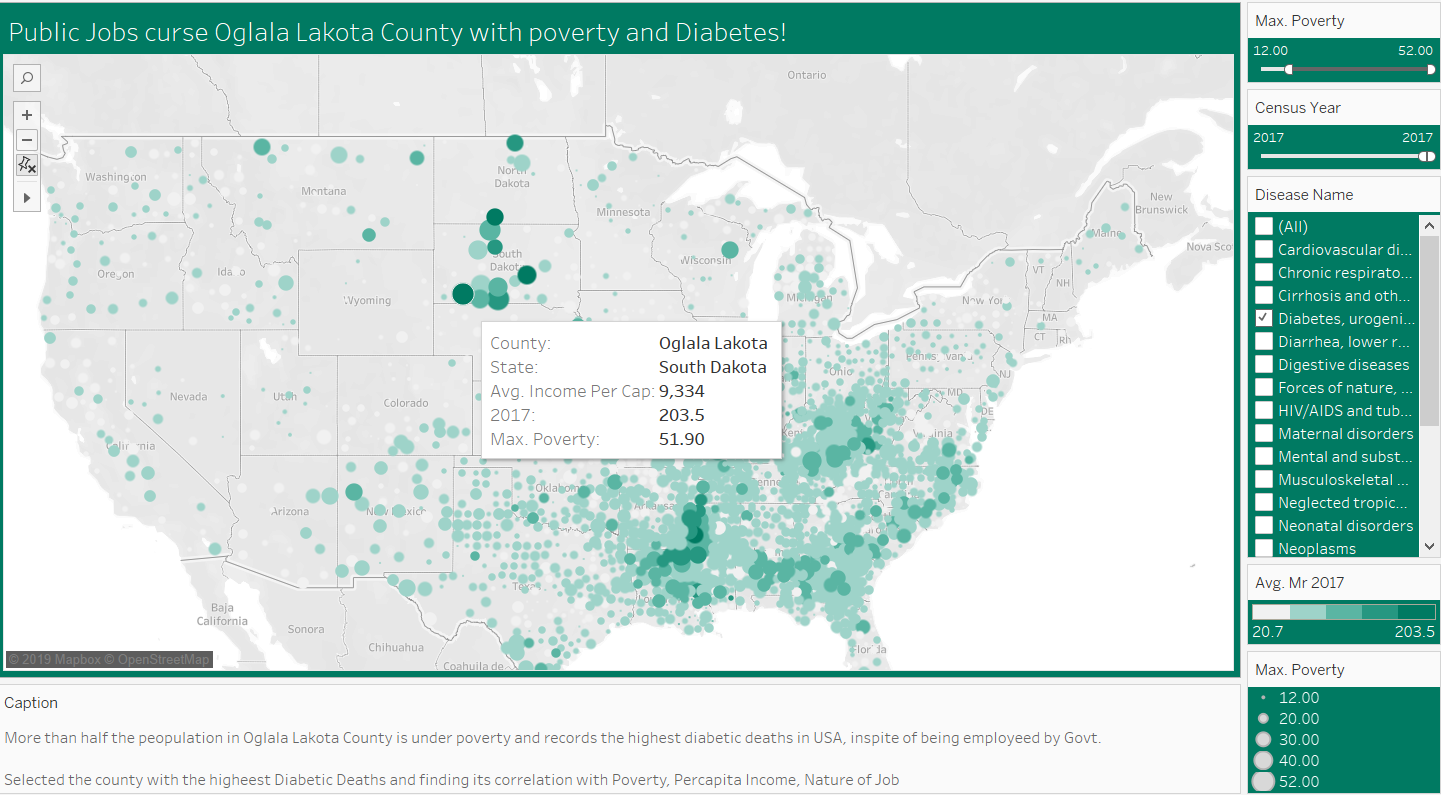 Public Jobs curse Oglala Lakota County with poverty and Diabetes!
Ontario
Washington
Montana
North
Dakota
Minnesota
New
Brunswick
Maine
Nova Sco
Oregon
Idaho
South
Dakota
Wisconsin
VT
NH
Wyoming
Michigan
New York
MA
CT
RI
Nevada
Utah
Colorado
Pennsylvania
NJ
MD
DE
California
Virginia
County: Oglala Lakota
State: South Dakota
Avg. Income Per Cap: 9,334
2017: 203.5
Max. Poverty: 51.90
Arizona
New Mexico
Oklahoma
Arkansas
Texas
Florida
Baja
California
Sonora
Chihuahua
Coahuila de
© 2019 Mapbox © OpenStreetMap
Caption
More than half the peopulation in Oglala Lakota County is under poverty and records the highest diabetic deaths in USA, inspite of being employeed by Govt.
Selected the county with the higheest Diabetic Deaths and finding its correlation with Poverty, Percapita Income, Nature of Job
Max. Poverty
12.00 52.00
Census Year
2017 2017
Disease Name
(All)
Cardiovascular di...
Chronic respirato...
Cirrhosis and oth...
Diabetes, urogeni...
Diarrhea, lower r...
Digestive diseases
Forces of nature, ...
HIV/AIDS and tub...
Maternal disorders
Mental and subst...
Musculoskeletal ...
Neglected tropic...
Neonatal disorders
Neoplasms
Avg. Mr 2017
20.7 203.5
Max. Poverty
12.00
20.00
30.00
40.00
52.00